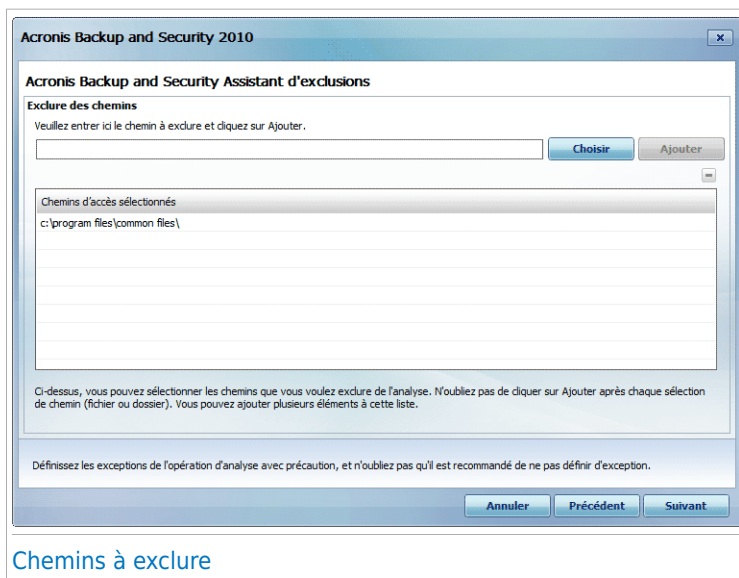 Acronis Backup and Security 2010
Acronis Backup and Security Assistant d'exclusions
Exclure des chemins
Veuillez entrer ici le chemin à exclure et cliquez sur Ajouter.
Choisir
Ajouter
Chemins d'accès sélectionnés
c:\program files\common files\
Ci-dessus, vous pouvez sélectionner les chemins que vous voulez exclure de l'analyse. N'oubliez pas de cliquer sur Ajouter après chaque sélection
de chemin (fichier ou dossier). Vous pouvez ajouter plusieurs éléments à cette liste.
Définissez les exceptions de l'opération d'analyse avec précaution, et n'oubliez pas qu'il est recommandé de ne pas définir d'exception.
Annuler
Précédent
Suivant
Chemins à exclure